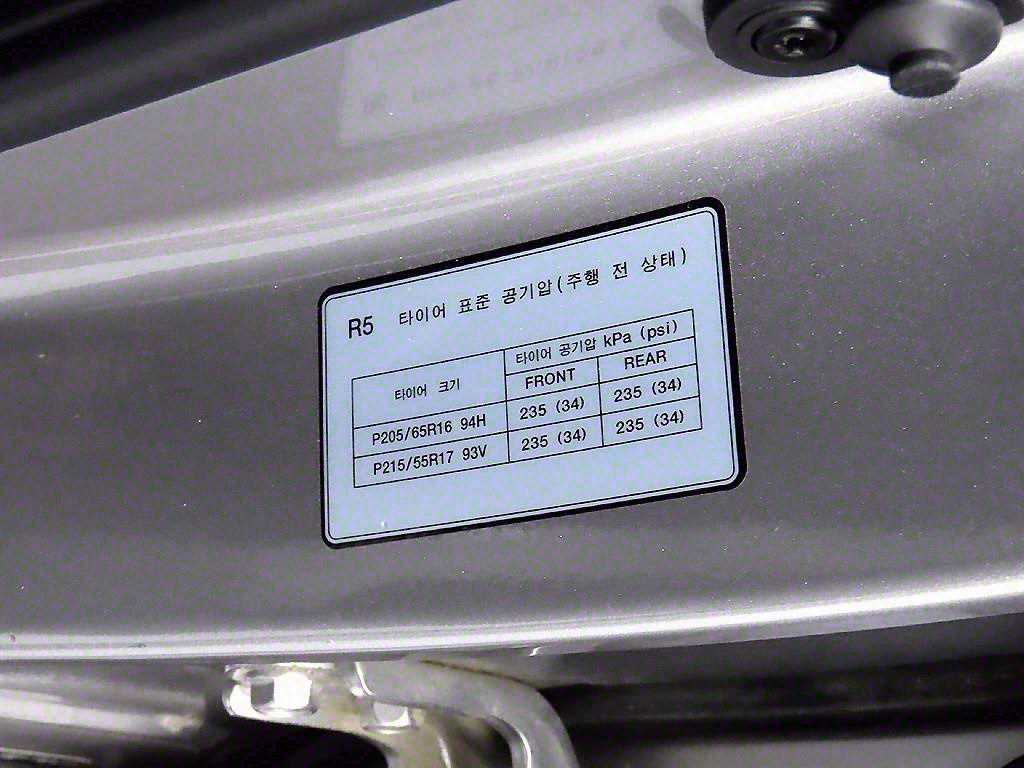 R5 타이어 표준 공기압(주행 전 상태)
타이어 크기
타이어 공기압 kPa (psi)
FRONT REAR
P205/65R16 94H 235 (34) 235 (34)
P215/55R17 93V 235 (34) 235 (34)